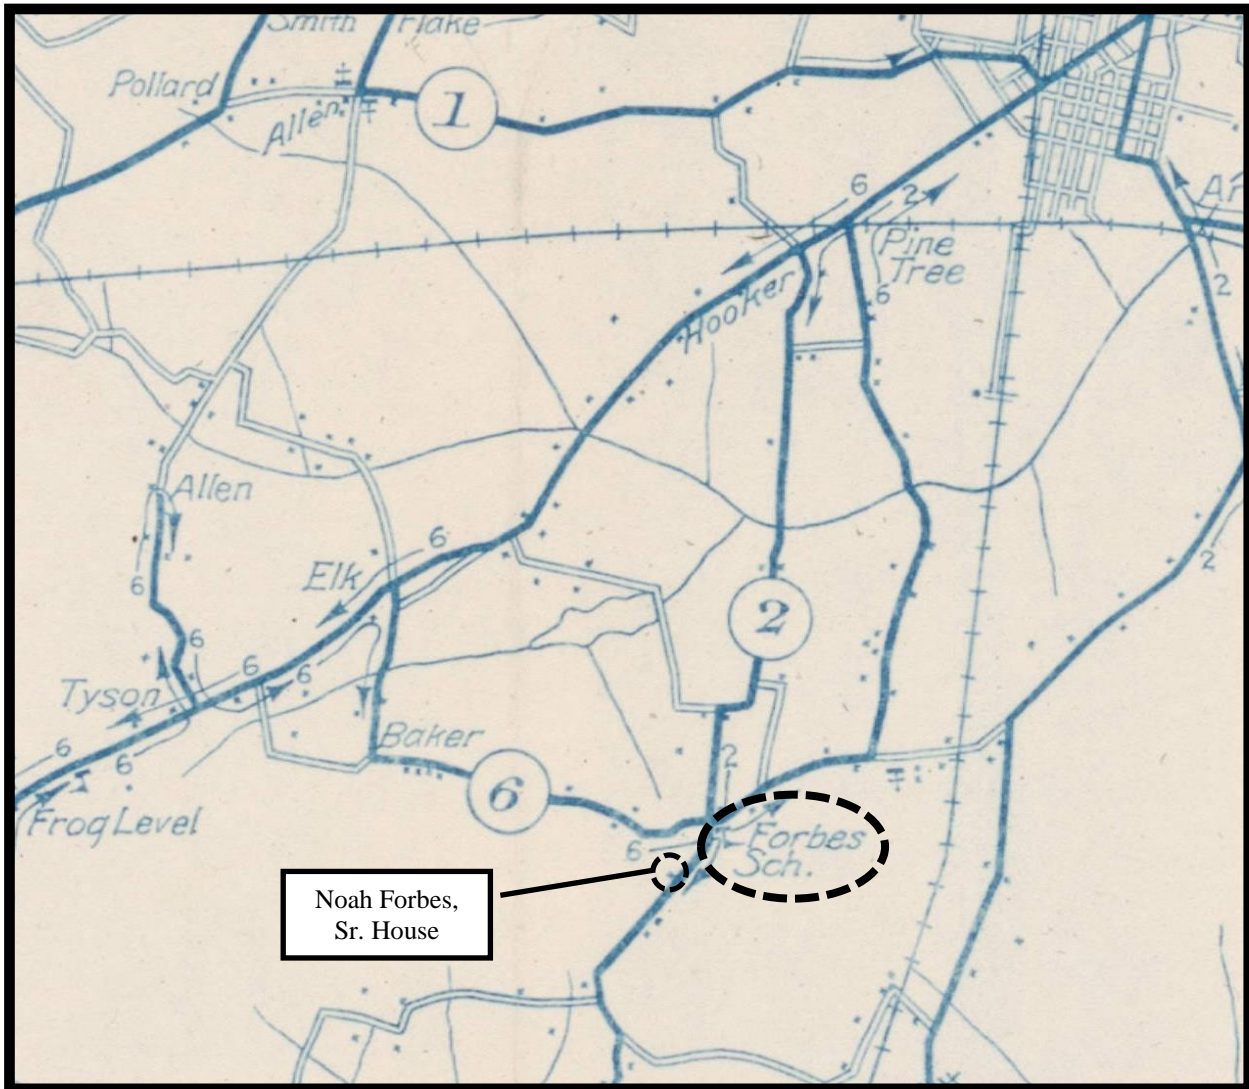 Smith
Flake
Pollard
Allen
1
6
2
Ar
Pine
Tree
6
2
Hooker
Allen
6
6
Elk
2
2
6
6
6
Tyson
6
6
Baker
2
6
Frog Level
6
Forbes
Sch.
Noah Forbes,
Sr. House